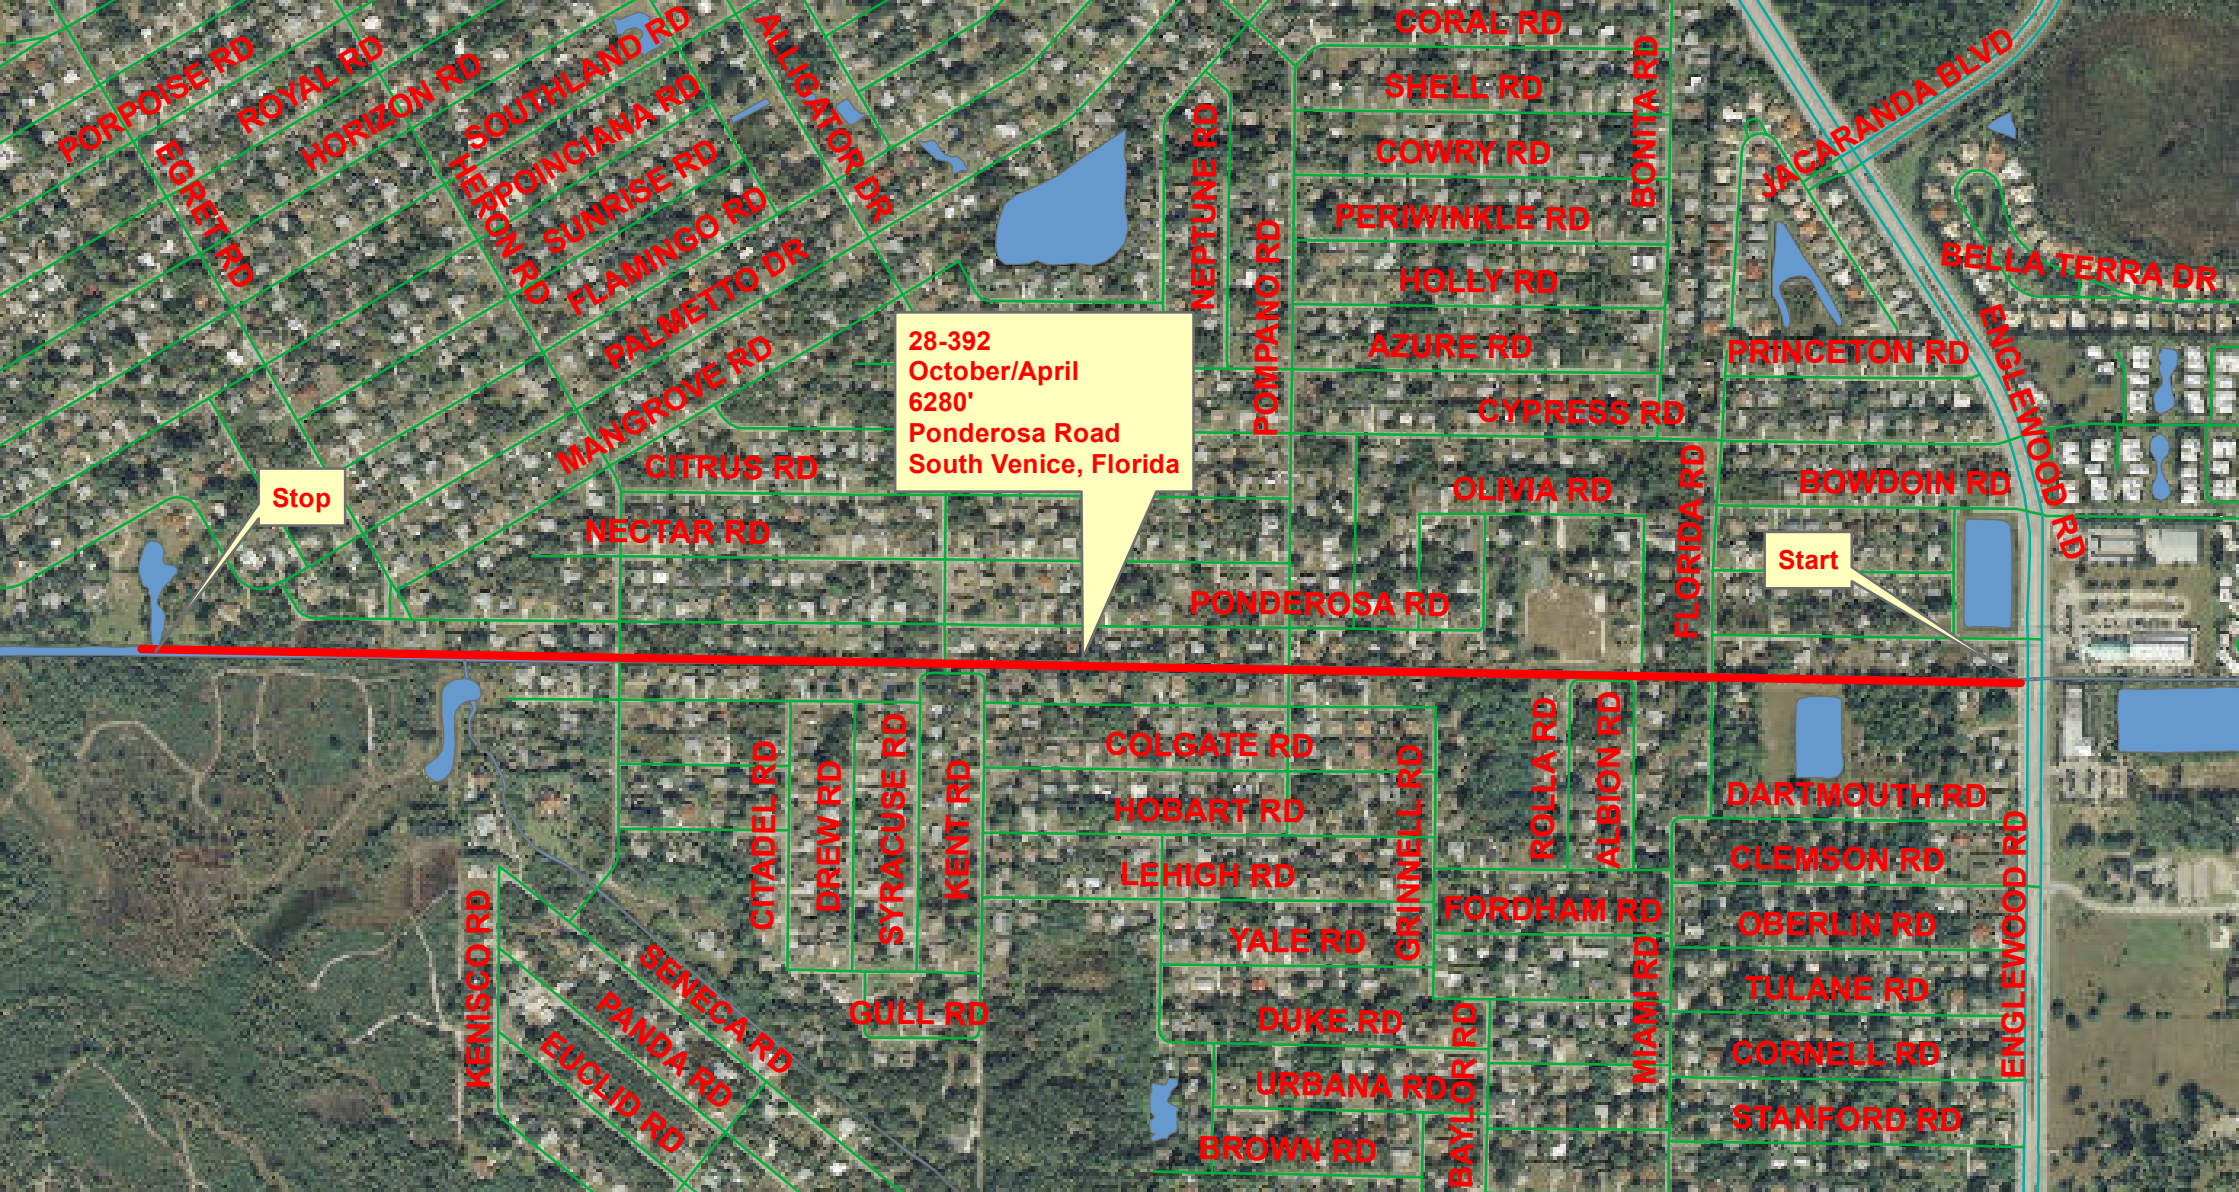 CORAL RD
ALLIGATOR DR
SOUTHLAND RD
PORPOISE RD
ROYAL RD
HORIZON RD
JACARANDA BLVD
SHELL RD
BONITA RD
POINCIANA RD
COWRY RD
EGRET RD
HERON RD
SUNRISE RD
NEPTUNE RD
PERIWINKLE RD
FLAMINGO RD
BELLA TERRA DR
HOLLY RD
PALMETTO DR
POMPANO RD
28-392
October/April
6280'
Ponderosa Road
South Venice, Florida
AZURE RD
PRINCETON RD
ENGLEWOOD RD
MANGROVE RD
CYPRESS RD
CITRUS RD
OLIVIA RD
BOWDOIN RD
Stop
NECTAR RD
FLORIDA RD
Start
PONDEROSA RD
COLGATE RD
ROLLA RD
ALBION RD
CITADEL RD
DREW RD
SYRACUSE RD
KENT RD
HOBART RD
GRINNELL RD
DARTMOUTH RD
LEHIGH RD
CLEMSON RD
FORDHAM RD
OBERLIN RD
YALE RD
ENGLEWOOD RD
KENISCO RD
SENECA RD
TULANE RD
MIAMI RD
GULL RD
DUKE RD
PANDA RD
CORNELL RD
EUCLID RD
URBANA RD
BAYLOR RD
STANFORD RD
BROWN RD